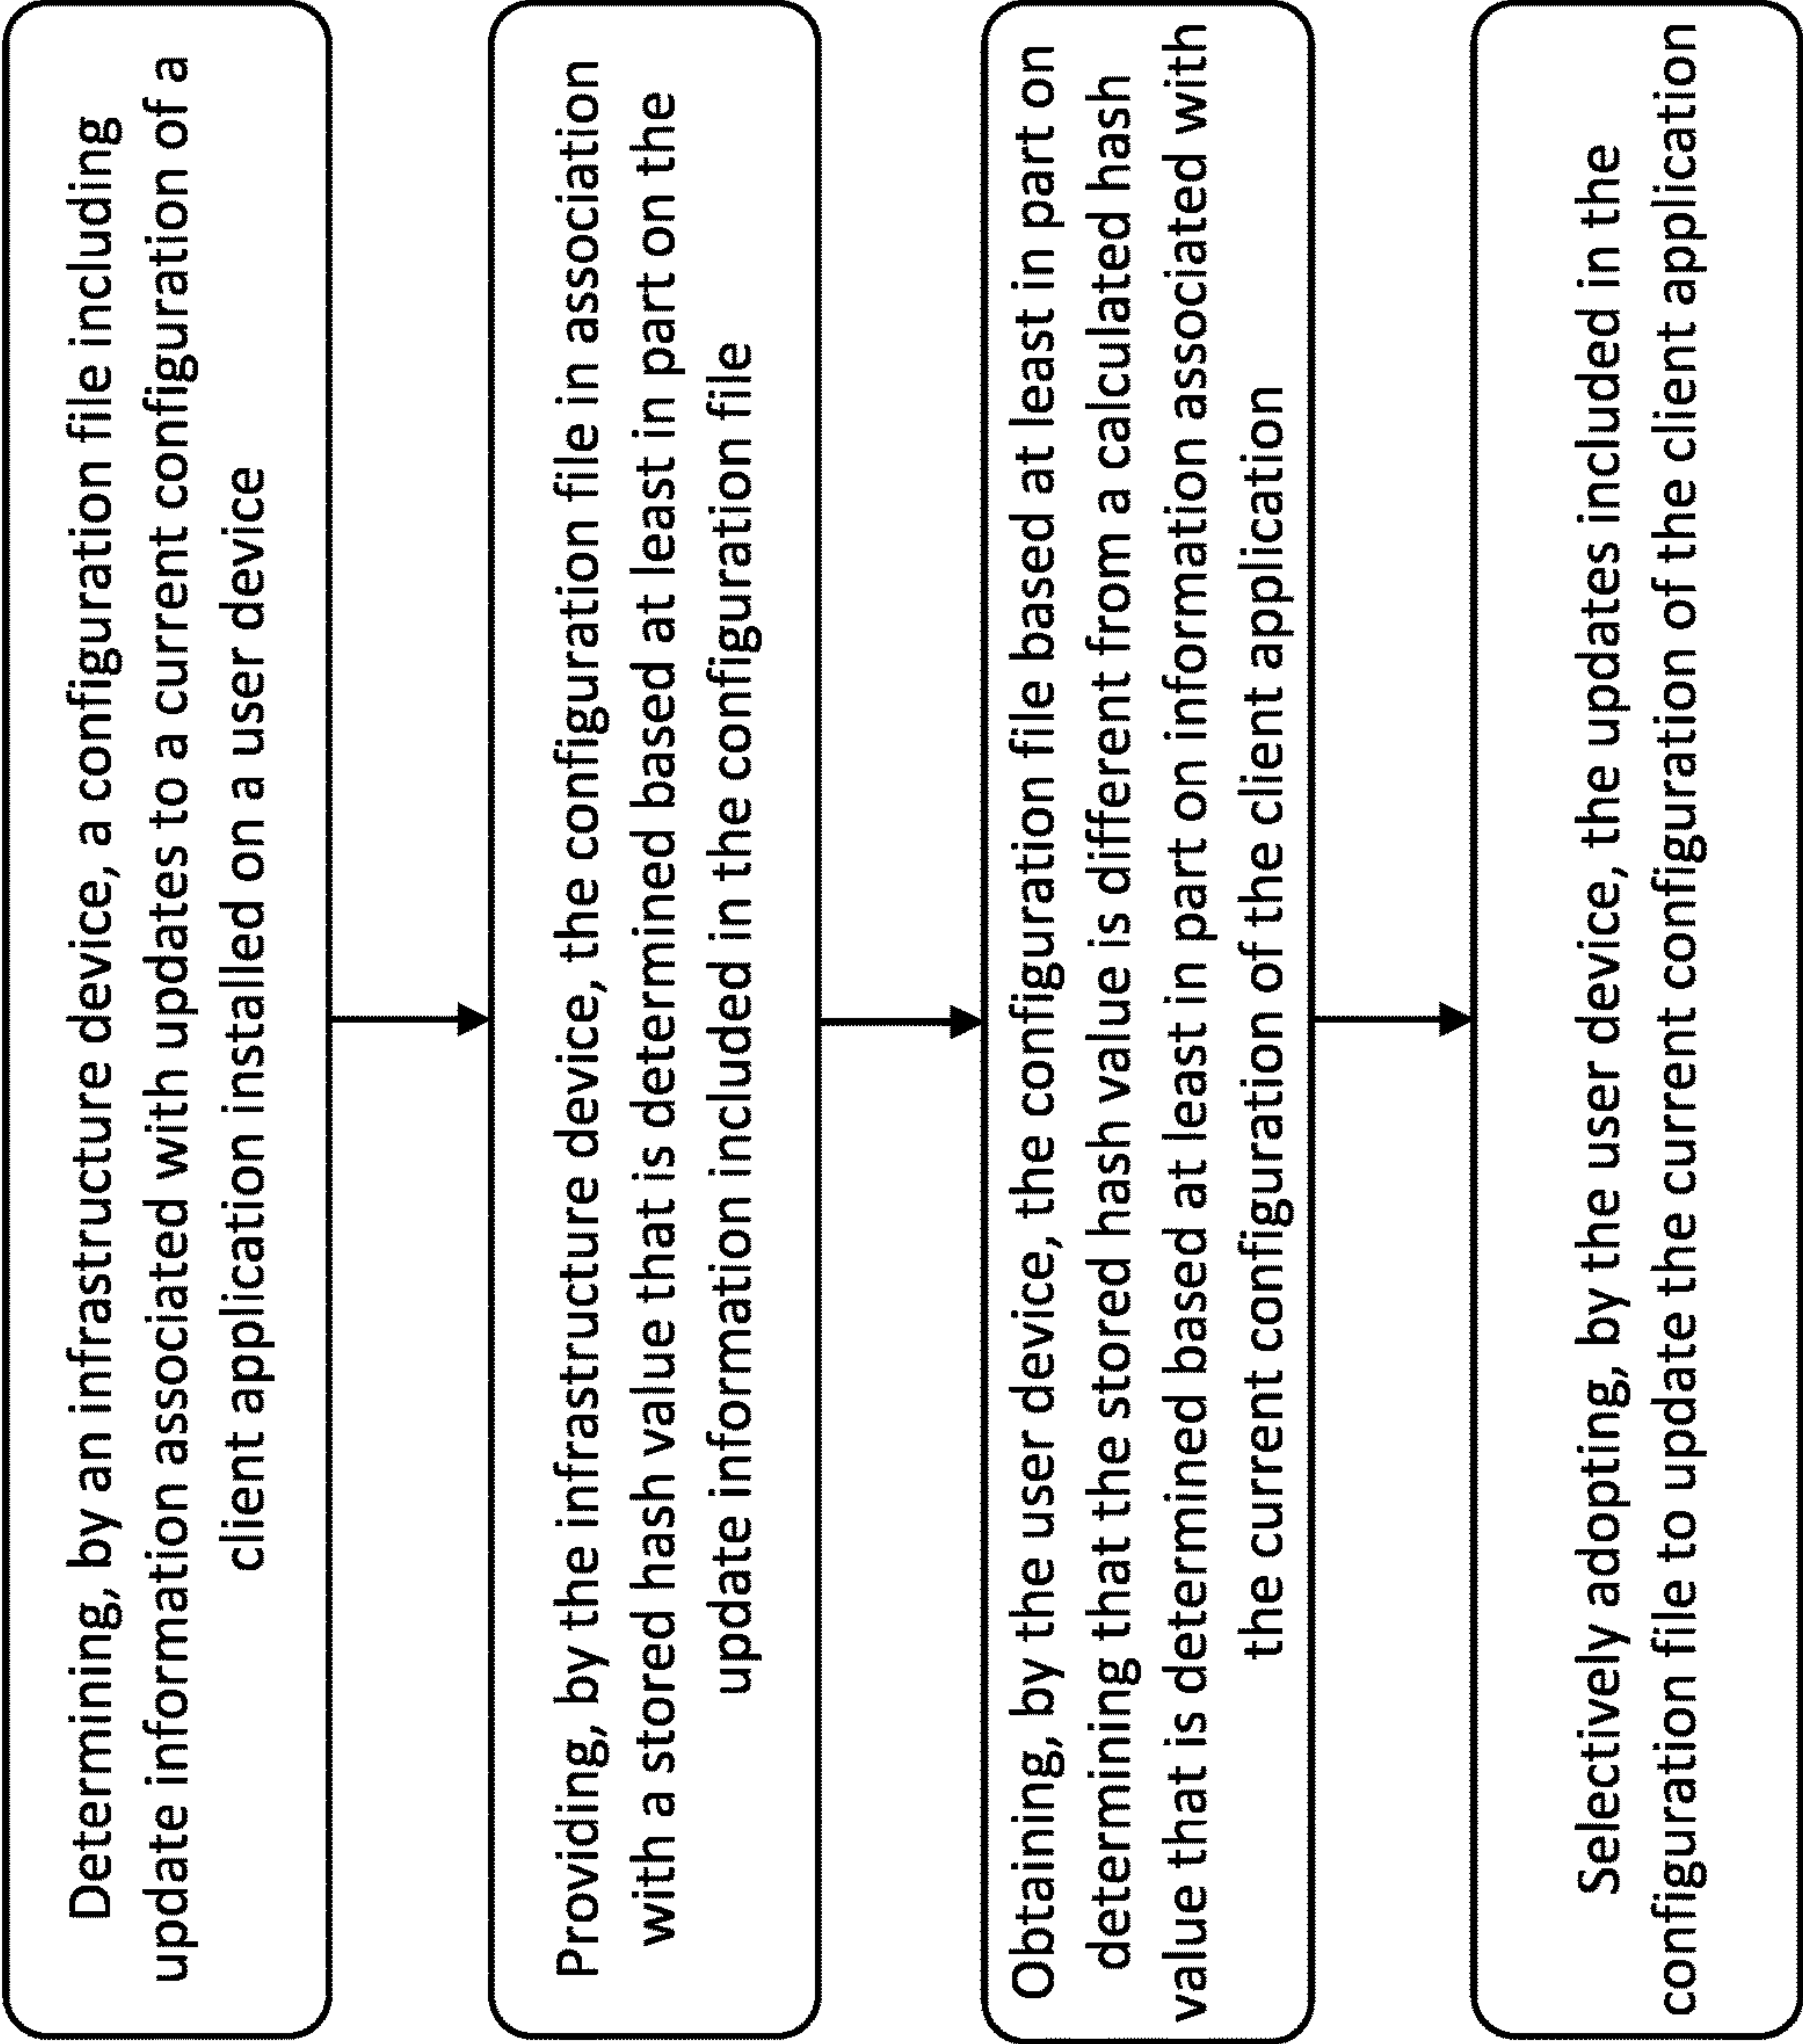 Determining, by an infrastructure device, a configuration file including
update information associated with updates to a current configuration of a
client application installed on a user device
Providing, by the infrastructure device, the configuration file in association
with a stored hash value that is determined based at least in part on the
update information included in the configuration file
Obtaining, by the user device, the configuration file based at least in part on
determining that the stored hash value is different from a calculated hash
value that is determined based at least in part on information associated with
the current configuration of the client application
Selectively adopting, by the user device, the updates included in the
configuration file to update the current configuration of the client application